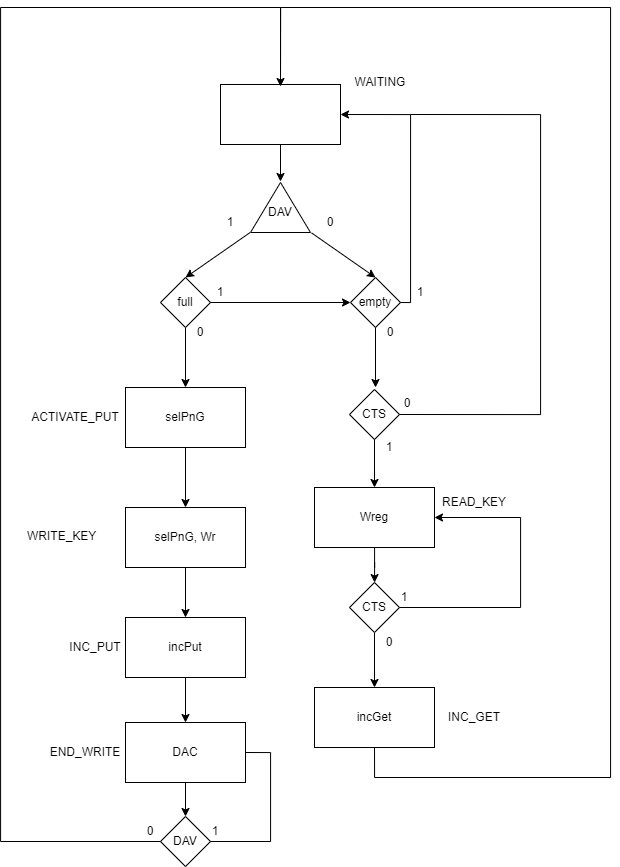 WAITING
DAV
1
0
full
1
empty
1
0
0
ACTIVATE_PUT
selPnG
CTS
0
1
WRITE_KEY
selPnG, Wr
Wreg
READ_KEY
CTS
1
0
INC_PUT
incPut
incGet
INC_GET
END_WRITE
DAC
0
DAV
1